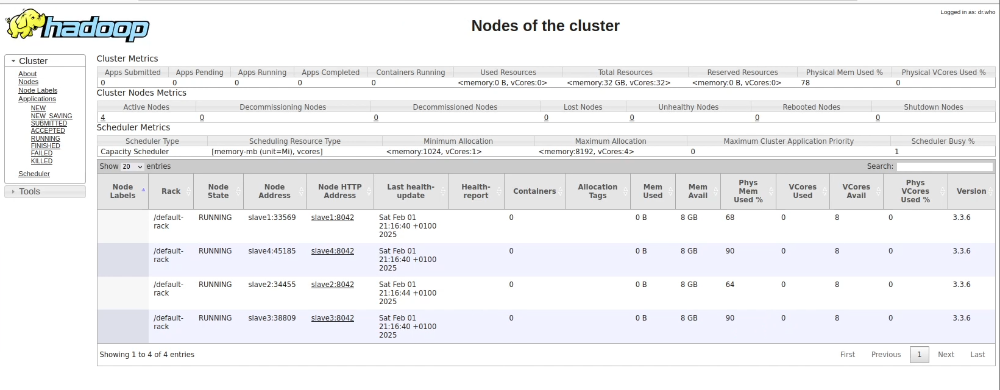 Logged in as: dr.who
hadoop
Nodes of the cluster
Cluster
About
Nodes
Node Labels
Applications
NEW
NEW_SAVING
SUBMITTED
ACCEPTED
RUNNING
FINISHED
FAILED
KILLED
Scheduler
Tools
Cluster Metrics
Apps Submitted Apps Pending Apps Running Apps Completed Containers Running Used Resources Total Resources Reserved Resources Physical Mem Used % Physical VCores Used %
0 0 0 0 0 <memory:0 B, vCores:0> <memory:32 GB, vCores:32> <memory:0 B, vCores:0> 78 0
Cluster Nodes Metrics
Active Nodes Decommissioning Nodes Decommissioned Nodes Lost Nodes Unhealthy Nodes Rebooted Nodes Shutdown Nodes
4 0 0 0 0 0 0
Scheduler Metrics
Scheduler Type Scheduling Resource Type Minimum Allocation Maximum Allocation Maximum Cluster Application Priority Scheduler Busy %
Capacity Scheduler [memory-mb (unit=Mi), vcores] <memory:1024, vCores:1> <memory:8192, vCores:4> 0 1
Show 20 entries Search:
Node Labels Rack Node State Node Address Node HTTP Address Last health-update Health-report Containers Allocation Tags Mem Used Mem Avail Phys Mem Used % VCores Used VCores Avail Phys VCores Used % Version
/default-rack RUNNING slave1:33569 slave1:8042 Sat Feb 01 21:16:40 +0100 2025 0 0 B 8 GB 68 0 8 0 3.3.6
/default-rack RUNNING slave4:45185 slave4:8042 Sat Feb 01 21:16:40 +0100 2025 0 0 B 8 GB 90 0 8 0 3.3.6
/default-rack RUNNING slave2:34455 slave2:8042 Sat Feb 01 21:16:44 +0100 2025 0 0 B 8 GB 64 0 8 0 3.3.6
/default-rack RUNNING slave3:38809 slave3:8042 Sat Feb 01 21:16:40 +0100 2025 0 0 B 8 GB 90 0 8 0 3.3.6
Showing 1 to 4 of 4 entries First Previous 1 Next Last